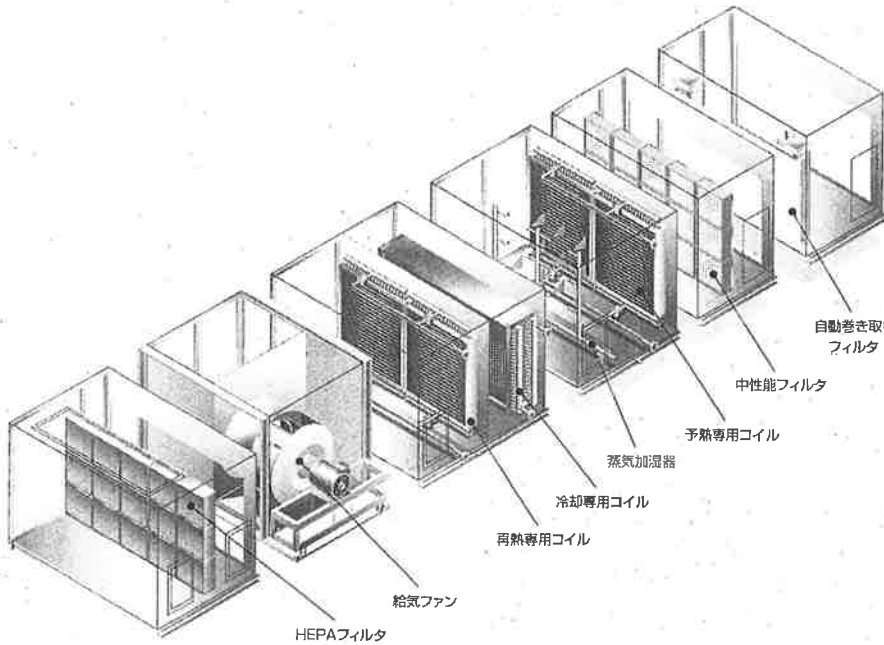 自動巻き取
フィルタ
中性能フィルタ
予熱専用コイル
蒸気加湿器
冷却専用コイル
再熱専用コイル
給気ファン
HEPAフィルタ